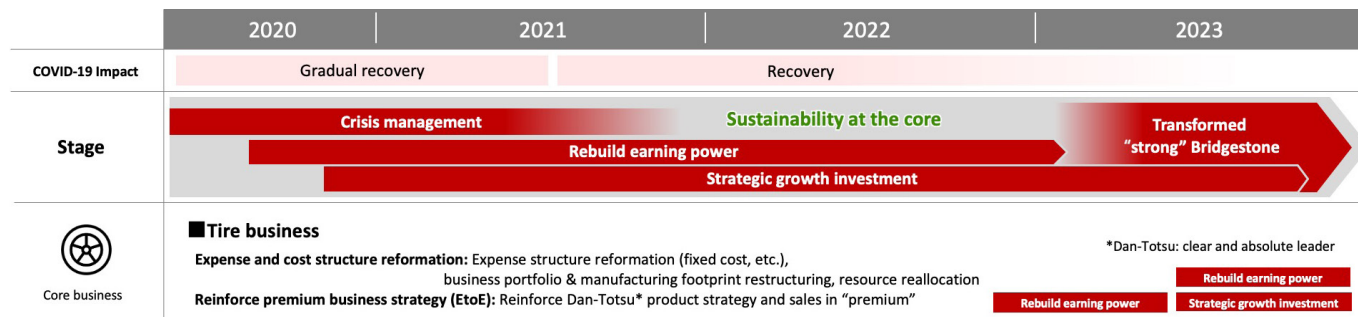 2020 2021 2022 2023
COVID-19 Impact Gradual recovery Recovery
Stage
Crisis management
Sustainability at the core
Rebuild earning power
Strategic growth investment
Transformed
“strong” Bridgestone
Core business
■Tire business
*Dan-Totsu: clear and absolute leader
Expense and cost structure reformation: Expense structure reformation (fixed cost, etc.),
business portfolio & manufacturing footprint restructuring, resource reallocation
Rebuild earning power
Reinforce premium business strategy (EtoE): Reinforce Dan-Totsu* product strategy and sales in “premium”
Rebuild earning power Strategic growth investment